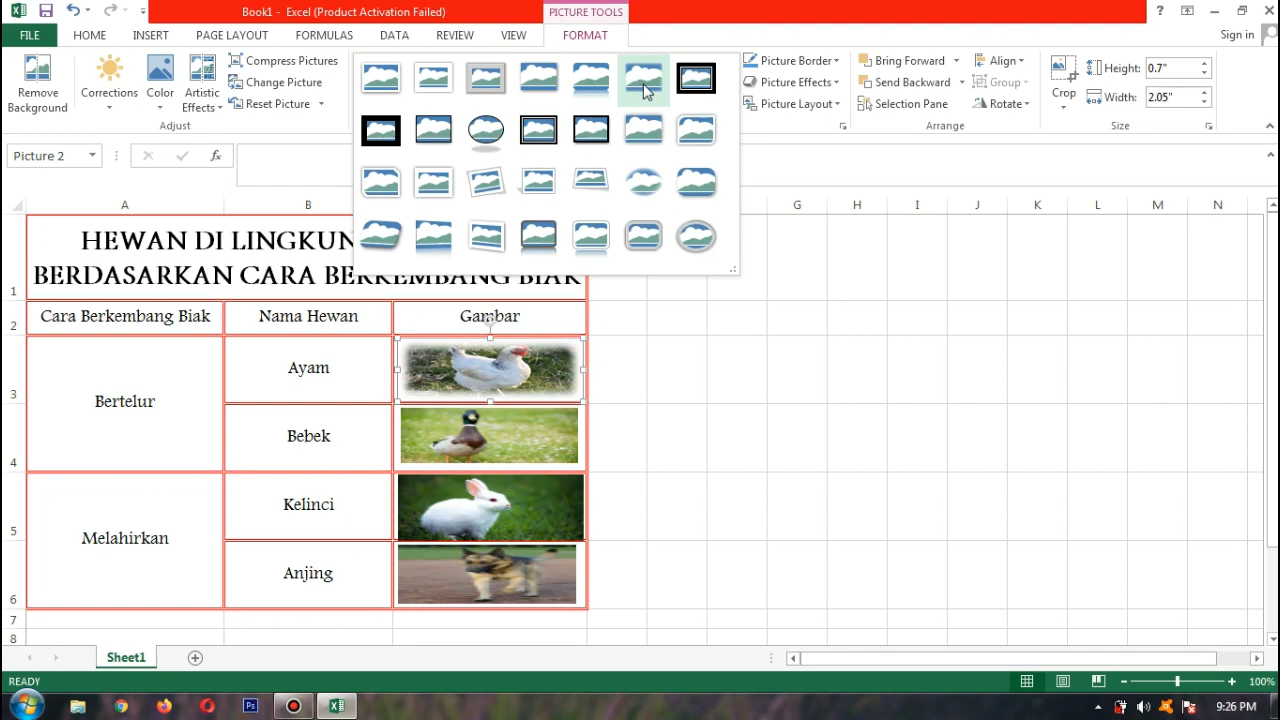 Book1 - Excel (Product Activation Failed)
PICTURE TOOLS
?
FILE
HOME
INSERT
PAGE LAYOUT
FORMULAS
DATA
REVIEW
VIEW
FORMAT
Sign in
Remove
Background
Corrections
Color
Artistic
Effects
Compress Pictures
Change Picture
Reset Picture
Adjust
Picture Border
Picture Effects
Picture Layout
Bring Forward
Send Backward
Selection Pane
Align
Group
Rotate
Arrange
Crop
Height: 0.7"
Width: 2.05"
Size
Picture 2
fx
A B G H I J K L M N
1 HEWAN DI LINGKUN
BERDASARKAN CARA BERKEMBANG BIAK
2 Cara Berkembang Biak Nama Hewan Gambar
3 Bertelur Ayam
4 Bebek
5 Melahirkan Kelinci
6 Anjing
7
8
Sheet1
READY
100%
Ps
9:26 PM